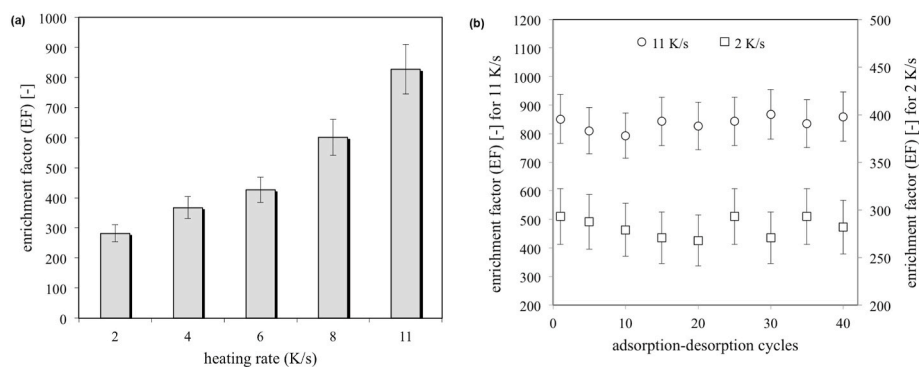 (a)
1000
900
800
700
600
500
400
300
200
100
0
enrichment factor (EF) [-]
2 4 6 8 11
heating rate (K/s)
(b)
1200
1100
1000
900
800
700
600
500
400
300
200
enrichment factor (EF) [-] for 11 K/s
11 K/s 2 K/s
500
450
400
350
300
250
200
enrichment factor (EF) [-] for 2 K/s
0 10 20 30 40
adsorption-desorption cycles